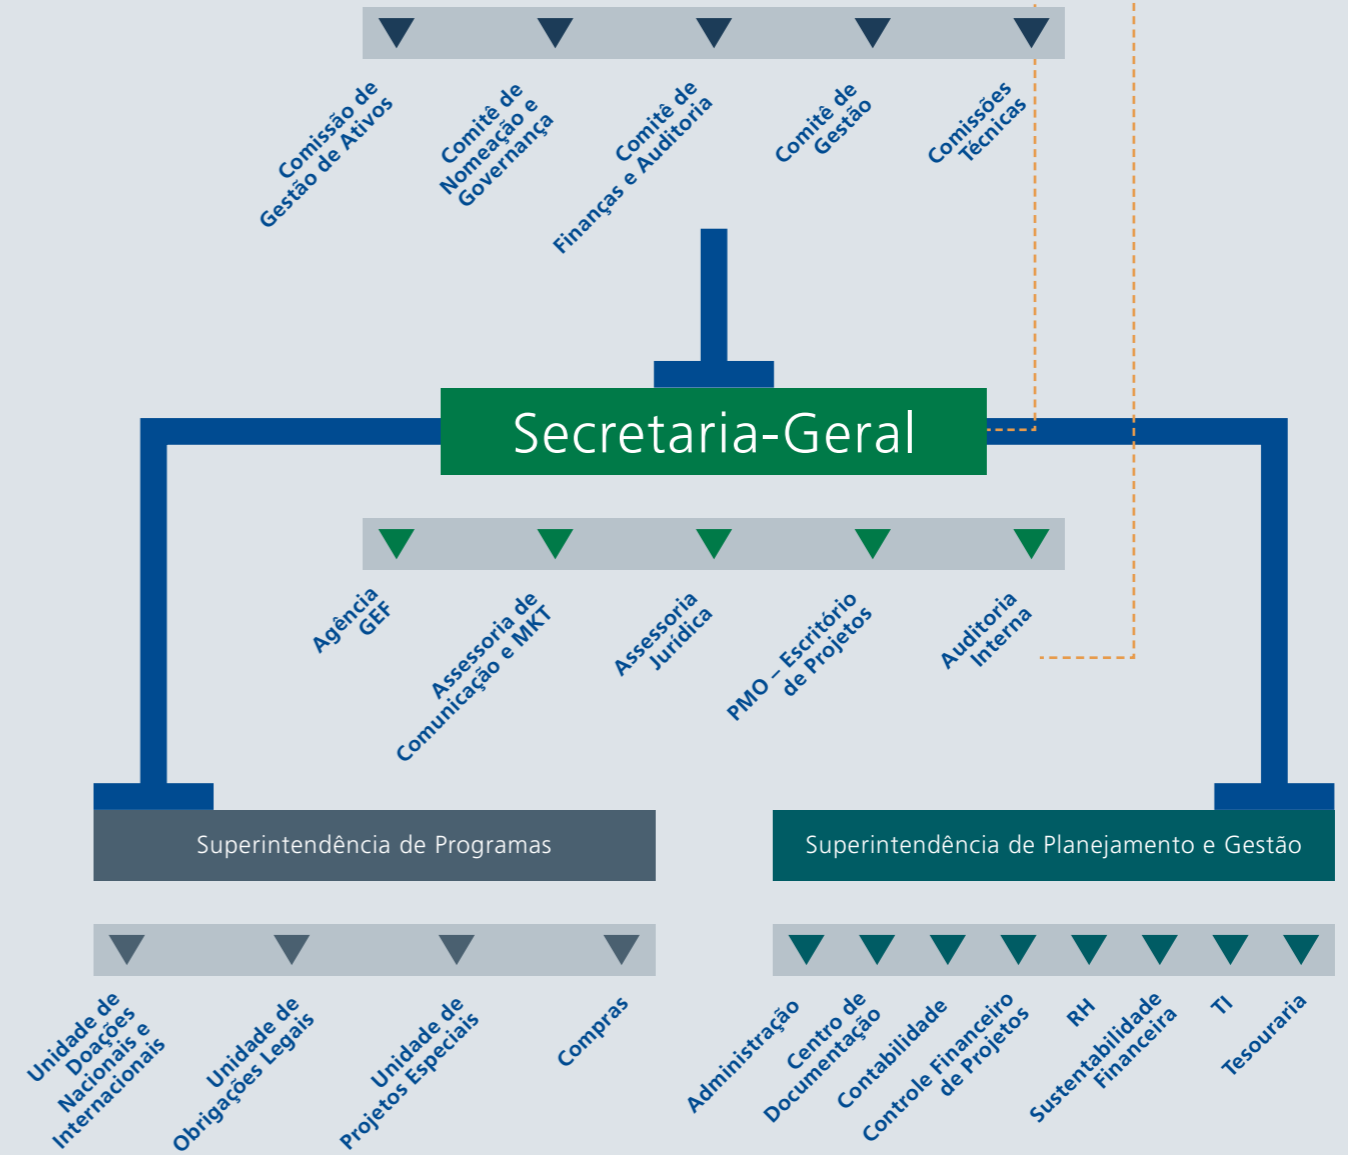 Comissão de
Gestão de Ativos
Comitê de
Nomeação e
Governança
Comitê de
Finanças e Auditoria
Comitê de
Gestão
Comissões
Técnicas
Secretaria-Geral
Agência
GEF
Assessoria de
Comunicação e MKT
Assessoria
Jurídica
PMO – Escritório
de Projetos
Auditoria
Interna
Superintendência de Programas
Superintendência de Planejamento e Gestão
Unidade de
Doações
Nacionais e
Internacionais
Unidade de
Obrigações Legais
Unidade de
Projetos Especiais
Compras
Administração
Centro de
Documentação
Contabilidade
Controle Financeiro
de Projetos
RH
Sustentabilidade
Financeira
TI
Tesouraria